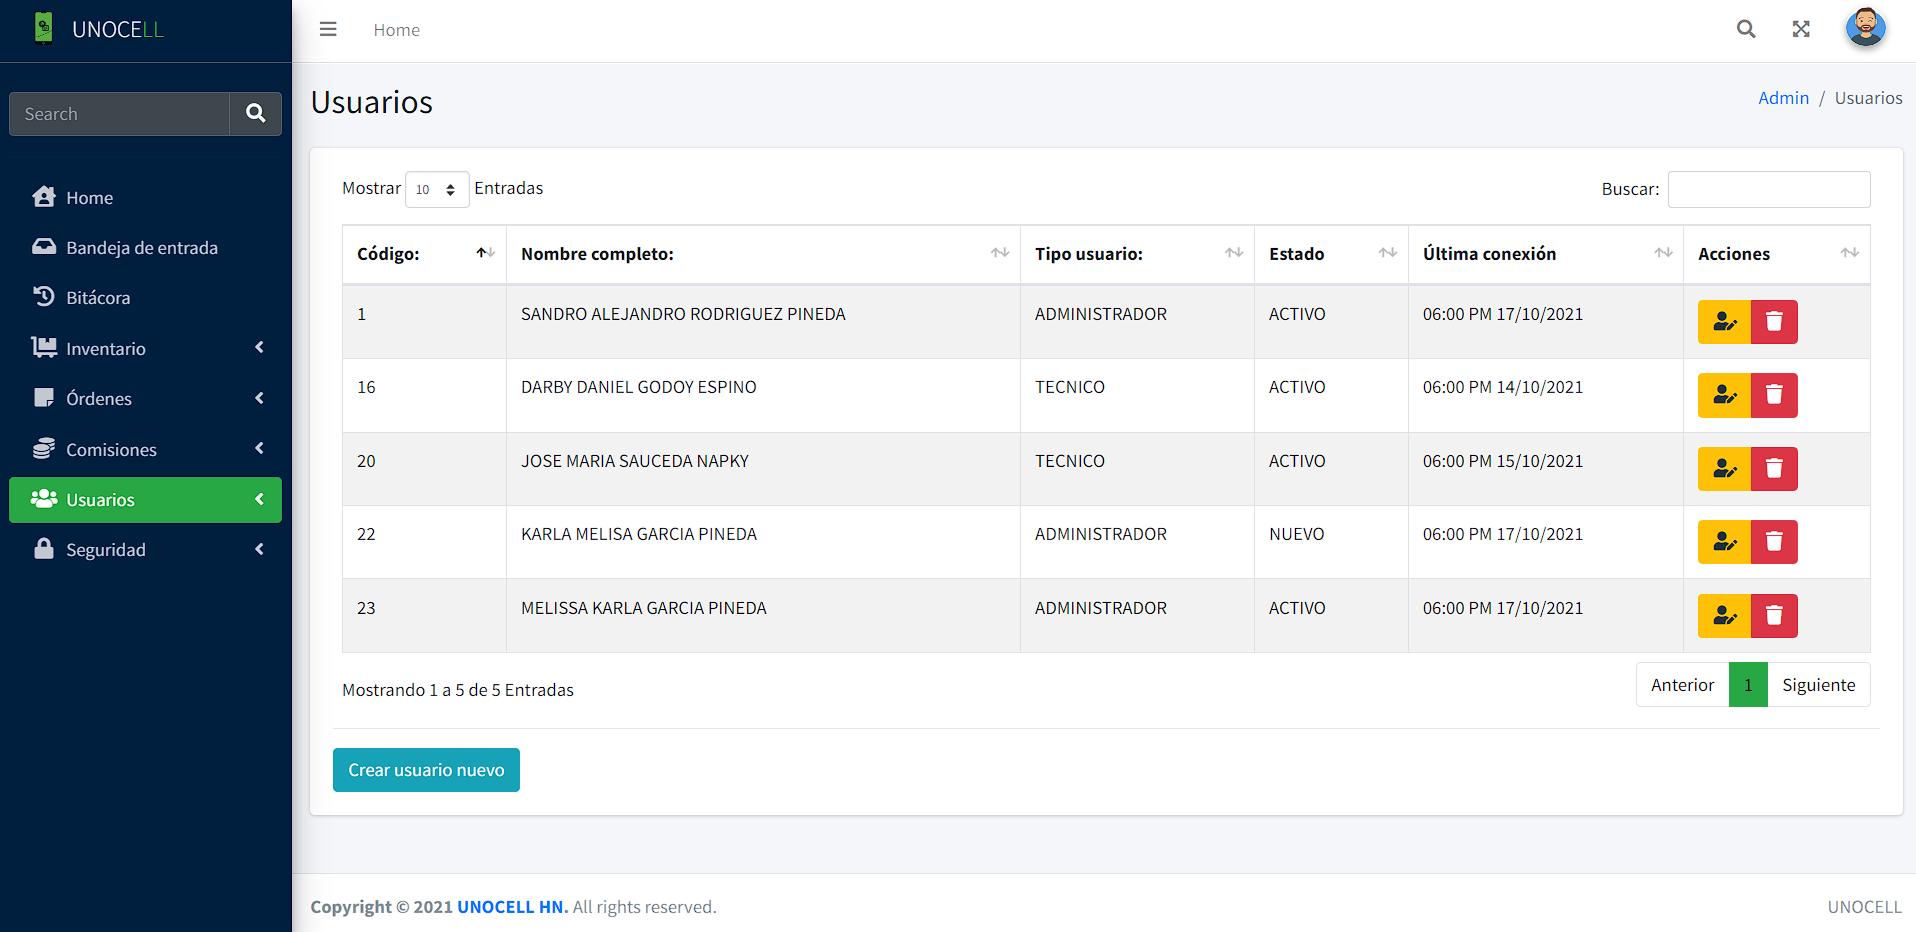 UNOCELL
Home
Search
Home
Bandeja de entrada
Bitácora
Inventario
Órdenes
Comisiones
Usuarios
Seguridad
Usuarios
Admin / Usuarios
Mostrar 10 Entradas
Buscar:
Código: Nombre completo: Tipo usuario: Estado Última conexión Acciones
1 SANDRO ALEJANDRO RODRIGUEZ PINEDA ADMINISTRADOR ACTIVO 06:00 PM 17/10/2021
16 DARBY DANIEL GODOY ESPINO TECNICO ACTIVO 06:00 PM 14/10/2021
20 JOSE MARIA SAUCEDA NAPKY TECNICO ACTIVO 06:00 PM 15/10/2021
22 KARLA MELISA GARCIA PINEDA ADMINISTRADOR NUEVO 06:00 PM 17/10/2021
23 MELISSA KARLA GARCIA PINEDA ADMINISTRADOR ACTIVO 06:00 PM 17/10/2021
Mostrando 1 a 5 de 5 Entradas
Anterior 1 Siguiente
Crear usuario nuevo
Copyright © 2021 UNOCELL HN. All rights reserved.
UNOCELL